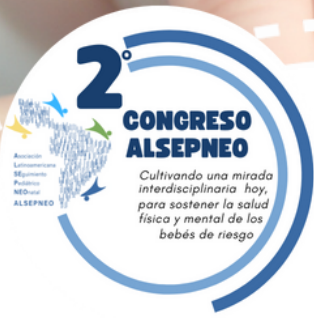 2°
CONGRESO
ALSEPNEO
Cultivando una mirada
interdisciplinaria hoy,
para sostener la salud
física y mental de los
bebés de riesgo
Asociación
Latinoamericana
SEguimiento
Pediátrico
NEOnatal
ALSEPNEO